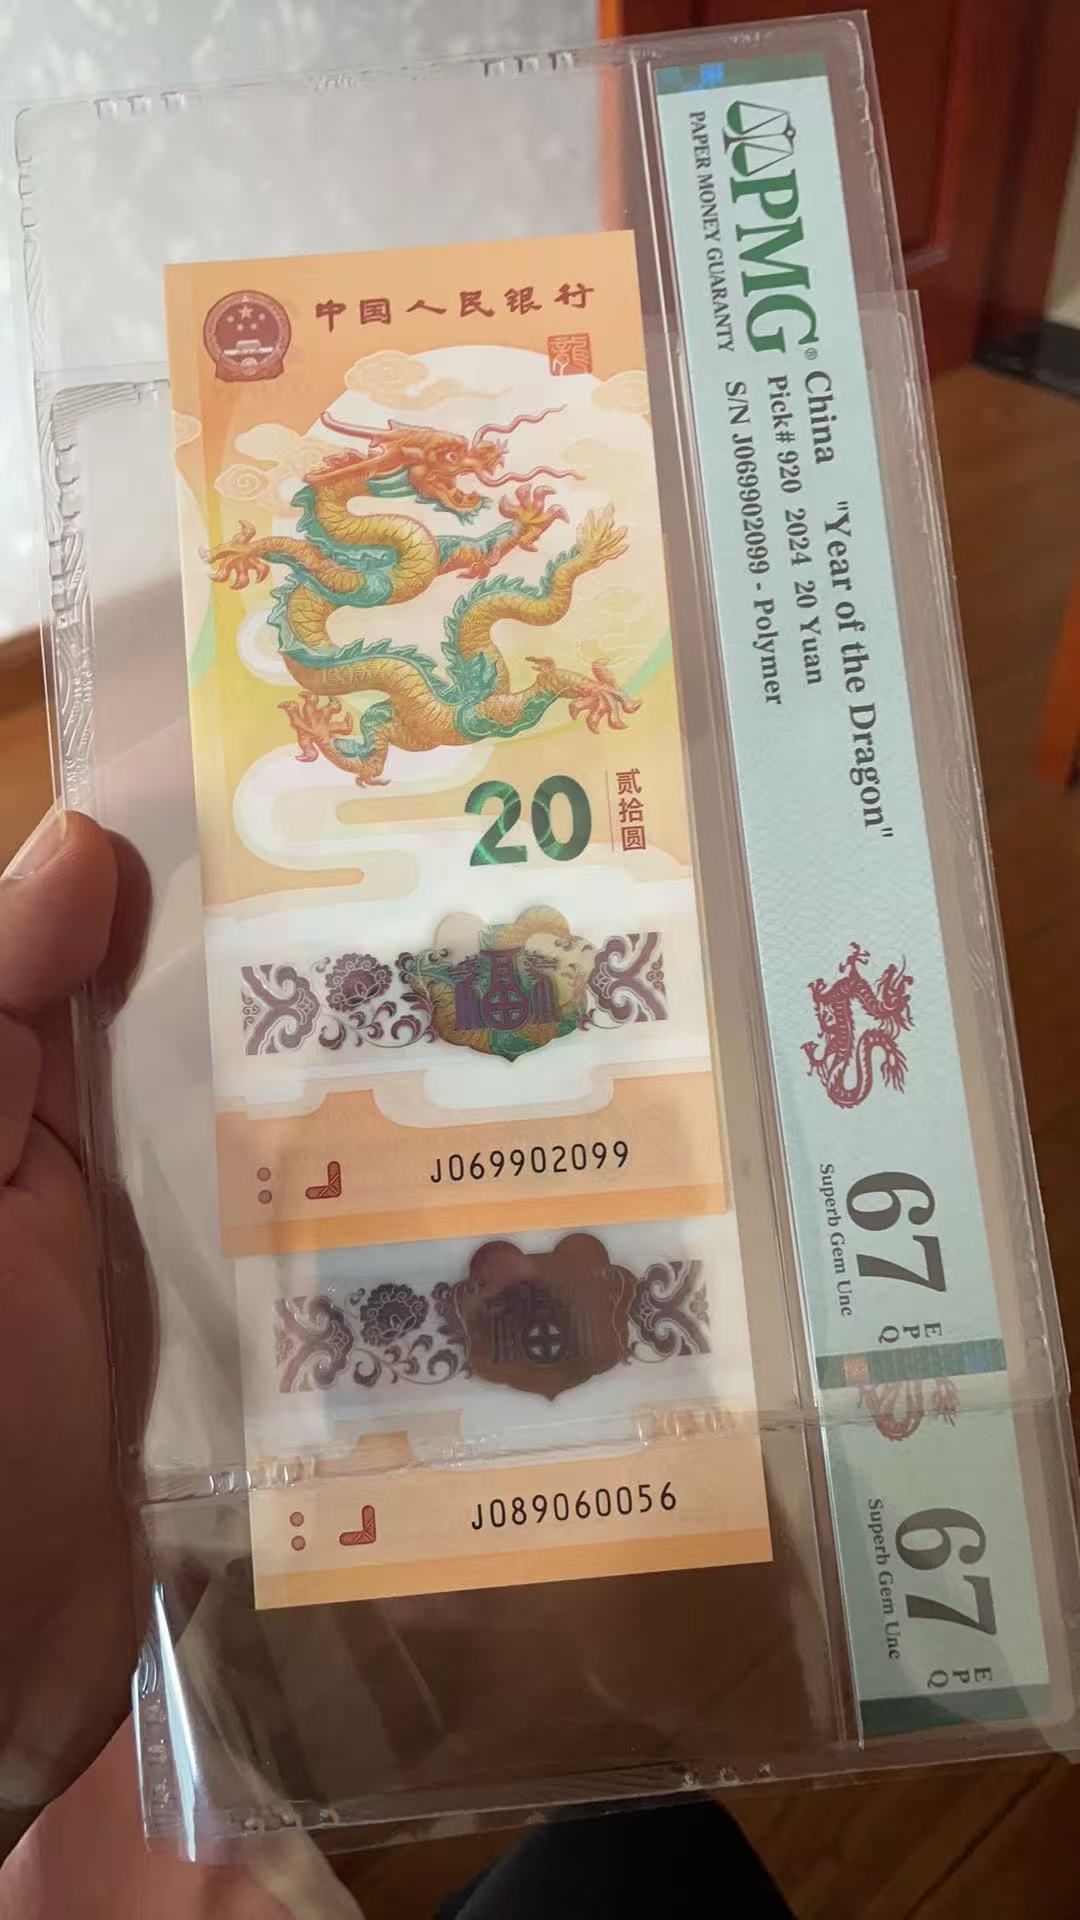 中国人民银行
龍
20
贰拾圆
福
J069902099
福
J089060056
PMG®
PAPER MONEY GUARANTY
China "Year of the Dragon"
Pick# 920 2024 20 Yuan
S/N J069902099 - Polymer
67
EPQ
Superb Gem Unc
67
EPQ
Superb Gem Unc